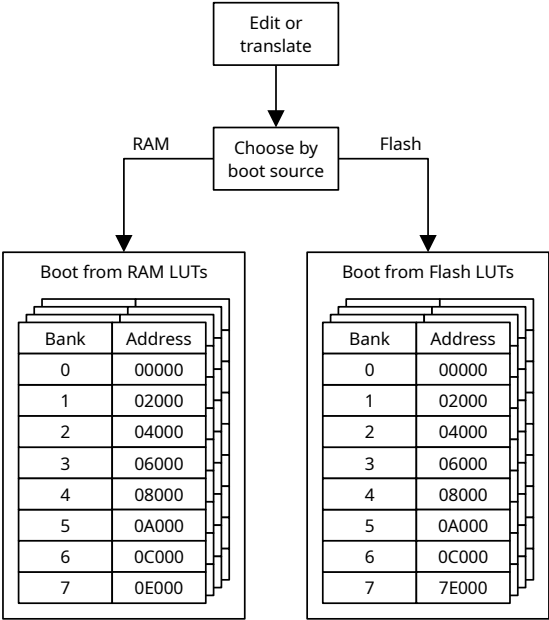 Edit or
translate
Choose by
boot source
RAM
Flash
Boot from RAM LUTs
Bank Address
0 00000
1 02000
2 04000
3 06000
4 08000
5 0A000
6 0C000
7 0E000
Boot from Flash LUTs
Bank Address
0 00000
1 02000
2 04000
3 06000
4 08000
5 0A000
6 0C000
7 7E000